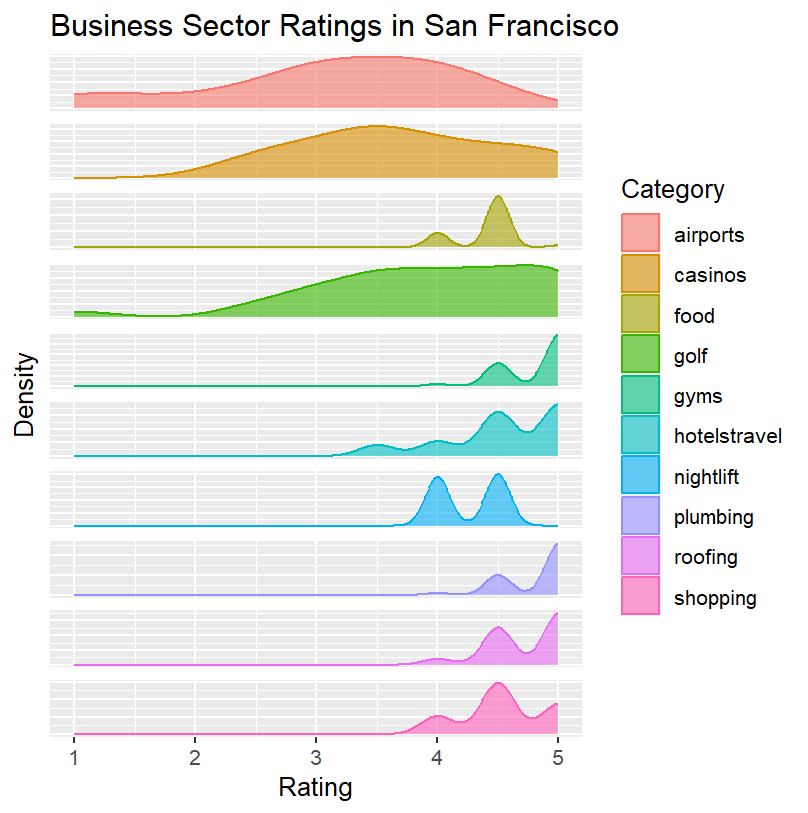 Business Sector Ratings in San Francisco
Density
Category
airports
casinos
food
golf
gyms
hotelstravel
nightlift
plumbing
roofing
shopping
1 2 3 4 5
Rating